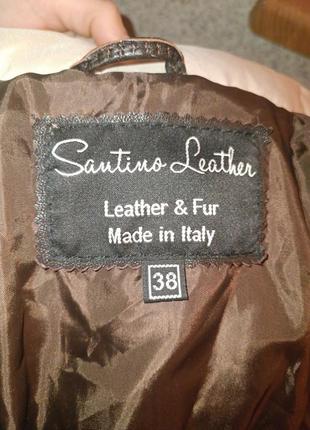 Santino Leather
Leather & Fur
Made in Italy
38